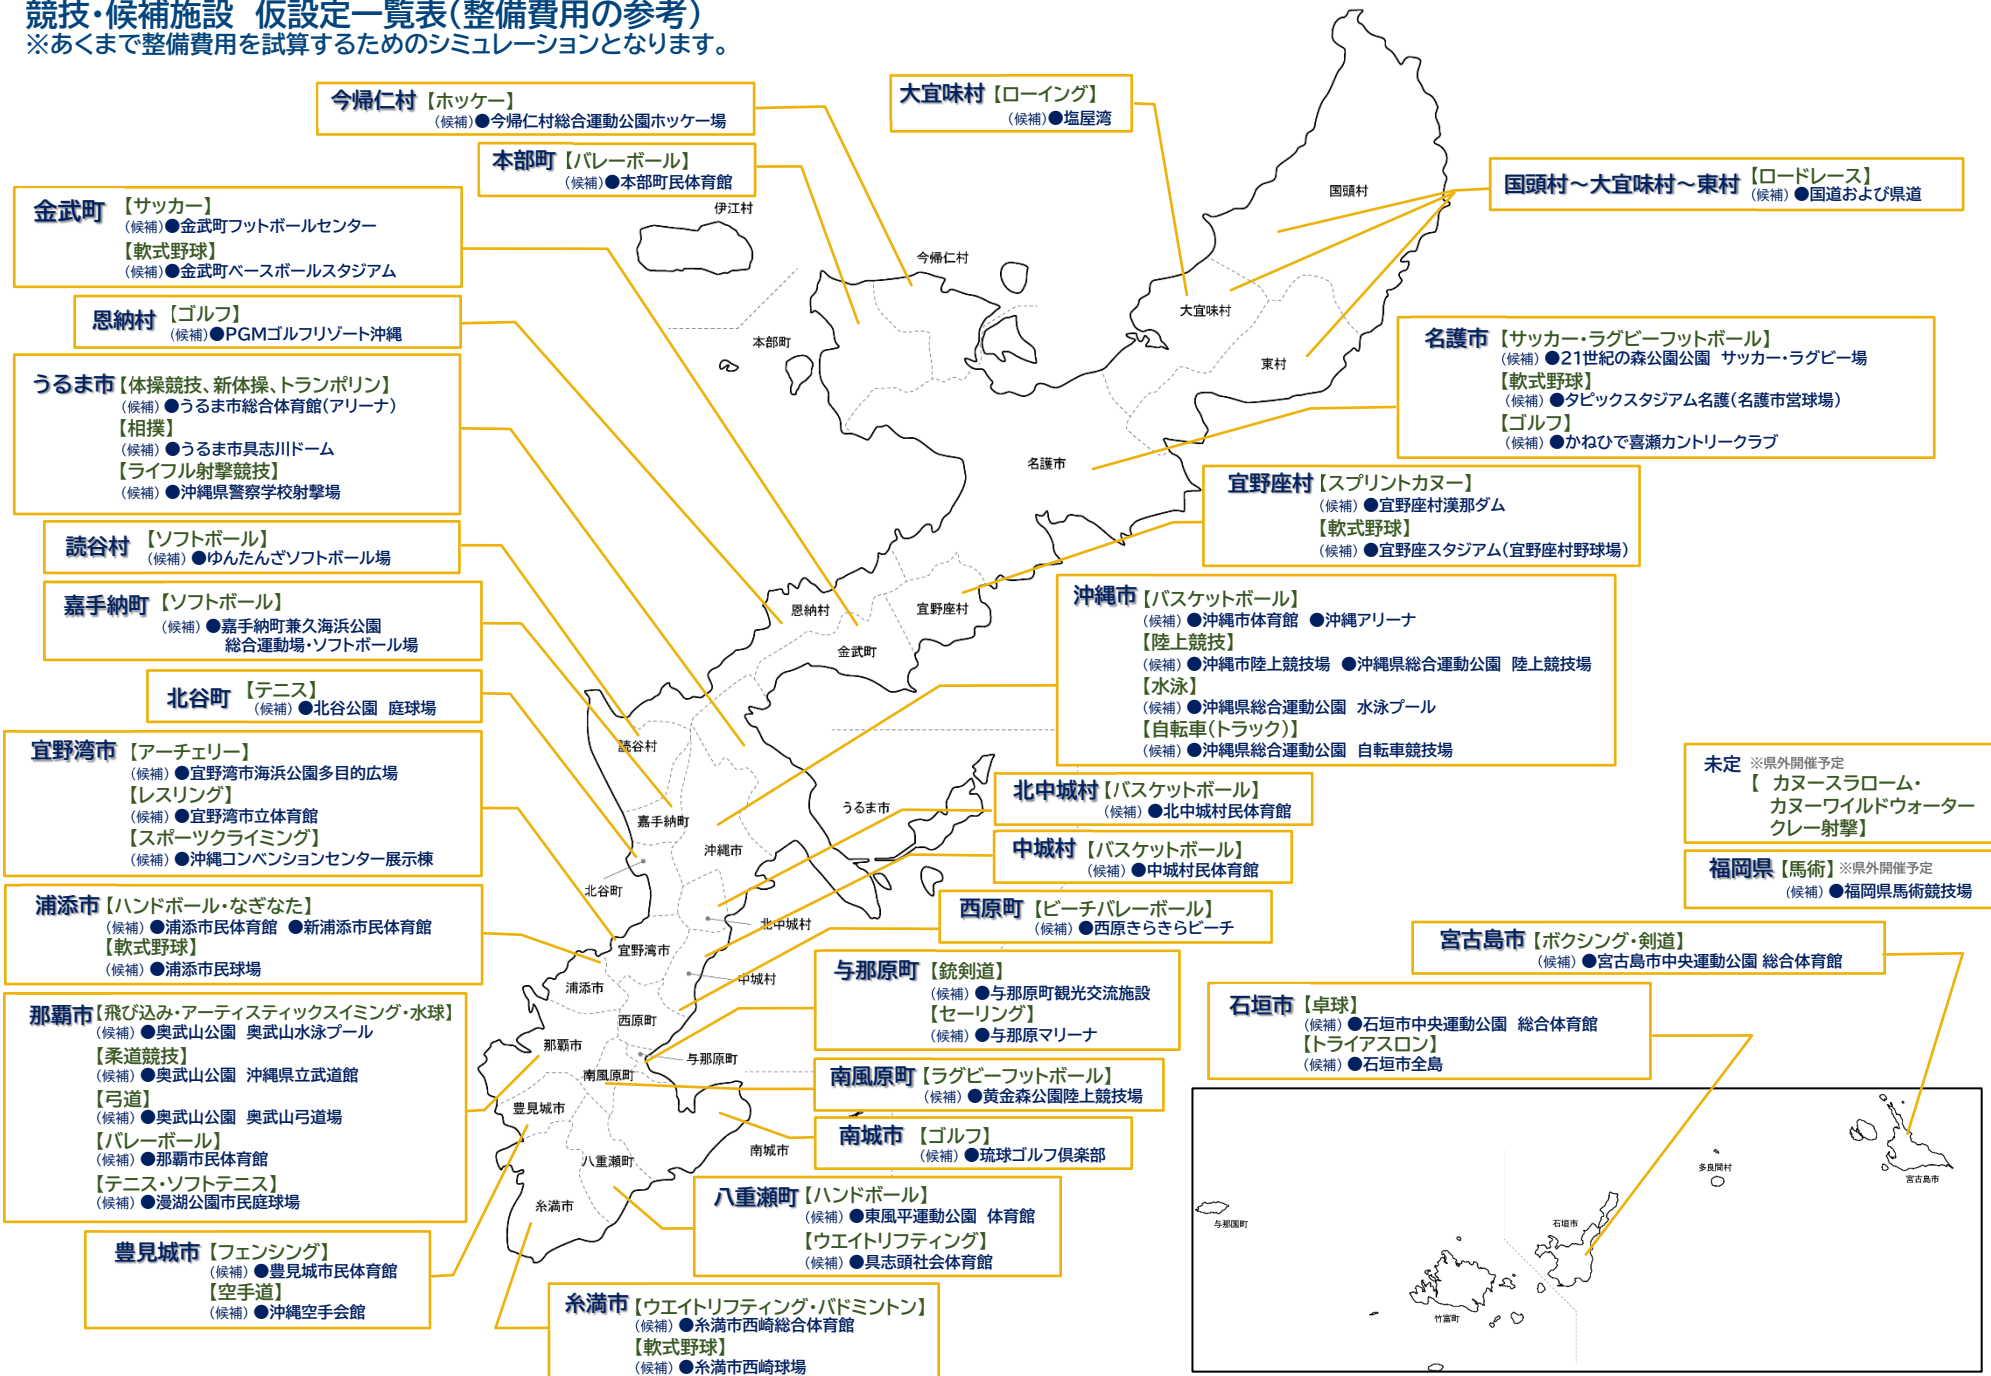 競技・候補施設 仮設定一覧表(整備費用の参考)
※あくまで整備費用を試算するためのシミュレーションとなります。
今帰仁村【ホッケー】
(候補)●今帰仁村総合運動公園ホッケー場
大宜味村【ローイング】
(候補)●塩屋湾
本部町【バレーボール】
(候補)●本部町民体育館
国頭村～大宜味村～東村【ロードレース】
(候補)●国道および県道
金武町【サッカー】
(候補)●金武町フットボールセンター
【軟式野球】
(候補)●金武町ベースボールスタジアム
恩納村【ゴルフ】
(候補)●PGMゴルフリゾート沖縄
うるま市【体操競技、新体操、トランポリン】
(候補)●うるま市総合体育館(アリーナ)
【相撲】
(候補)●うるま市具志川ドーム
【ライフル射撃競技】
(候補)●沖縄県警察学校射撃場
読谷村【ソフトボール】
(候補)●ゆんたんざソフトボール場
嘉手納町【ソフトボール】
(候補)●嘉手納町兼久海浜公園
総合運動場・ソフトボール場
北谷町【テニス】
(候補)●北谷公園 庭球場
宜野湾市【アーチェリー】
(候補)●宜野湾市海浜公園多目的広場
【レスリング】
(候補)●宜野湾市立体育館
【スポーツクライミング】
(候補)●沖縄コンベンションセンター展示棟
浦添市【ハンドボール・なぎなた】
(候補)●浦添市民体育館 ●新浦添市民体育館
【軟式野球】
(候補)●浦添市民球場
那覇市【飛び込み・アーティスティックスイミング・水球】
(候補)●奥武山公園 奥武山水泳プール
【柔道競技】
(候補)●奥武山公園 沖縄県立武道館
【弓道】
(候補)●奥武山公園 奥武山弓道場
【バレーボール】
(候補)●那覇市民体育館
【テニス・ソフトテニス】
(候補)●漫湖公園市民庭球場
豊見城市【フェンシング】
(候補)●豊見城市民体育館
【空手道】
(候補)●沖縄空手会館
名護市【サッカー・ラグビーフットボール】
(候補)●21世紀の森公園公園 サッカー・ラグビー場
【軟式野球】
(候補)●タピックスタジアム名護(名護市営球場)
【ゴルフ】
(候補)●かねひで喜瀬カントリークラブ
宜野座村【スプリントカヌー】
(候補)●宜野座村漢那ダム
【軟式野球】
(候補)●宜野座スタジアム(宜野座村野球場)
沖縄市【バスケットボール】
(候補)●沖縄市体育館 ●沖縄アリーナ
【陸上競技】
(候補)●沖縄市陸上競技場 ●沖縄県総合運動公園 陸上競技場
【水泳】
(候補)●沖縄県総合運動公園 水泳プール
【自転車(トラック)】
(候補)●沖縄県総合運動公園 自転車競技場
北中城村【バスケットボール】
(候補)●北中城村民体育館
中城村【バスケットボール】
(候補)●中城村民体育館
西原町【ビーチバレーボール】
(候補)●西原きらきらビーチ
与那原町【銃剣道】
(候補)●与那原町観光交流施設
【セーリング】
(候補)●与那原マリーナ
南風原町【ラグビーフットボール】
(候補)●黄金森公園陸上競技場
南城市【ゴルフ】
(候補)●琉球ゴルフ倶楽部
八重瀬町【ハンドボール】
(候補)●東風平運動公園 体育館
【ウエイトリフティング】
(候補)●具志頭社会体育館
糸満市【ウエイトリフティング・バドミントン】
(候補)●糸満市西崎総合体育館
【軟式野球】
(候補)●糸満市西崎球場
未定 ※県外開催予定
【 カヌースラローム・
カヌーワイルドウォーター
クレー射撃】
福岡県【馬術】※県外開催予定
(候補)●福岡県馬術競技場
宮古島市【ボクシング・剣道】
(候補)●宮古島市中央運動公園 総合体育館
石垣市【卓球】
(候補)●石垣市中央運動公園 総合体育館
【トライアスロン】
(候補)●石垣市全島
伊江村
国頭村
今帰仁村
大宜味村
本部町
東村
名護市
恩納村
宜野座村
金武町
読谷村
うるま市
嘉手納町
沖縄市
北谷町
北中城村
宜野湾市
中城村
浦添市
西原町
那覇市
与那原町
南風原町
豊見城市
南城市
八重瀬町
糸満市
多良間村
宮古島市
与那国町
石垣市
竹富町